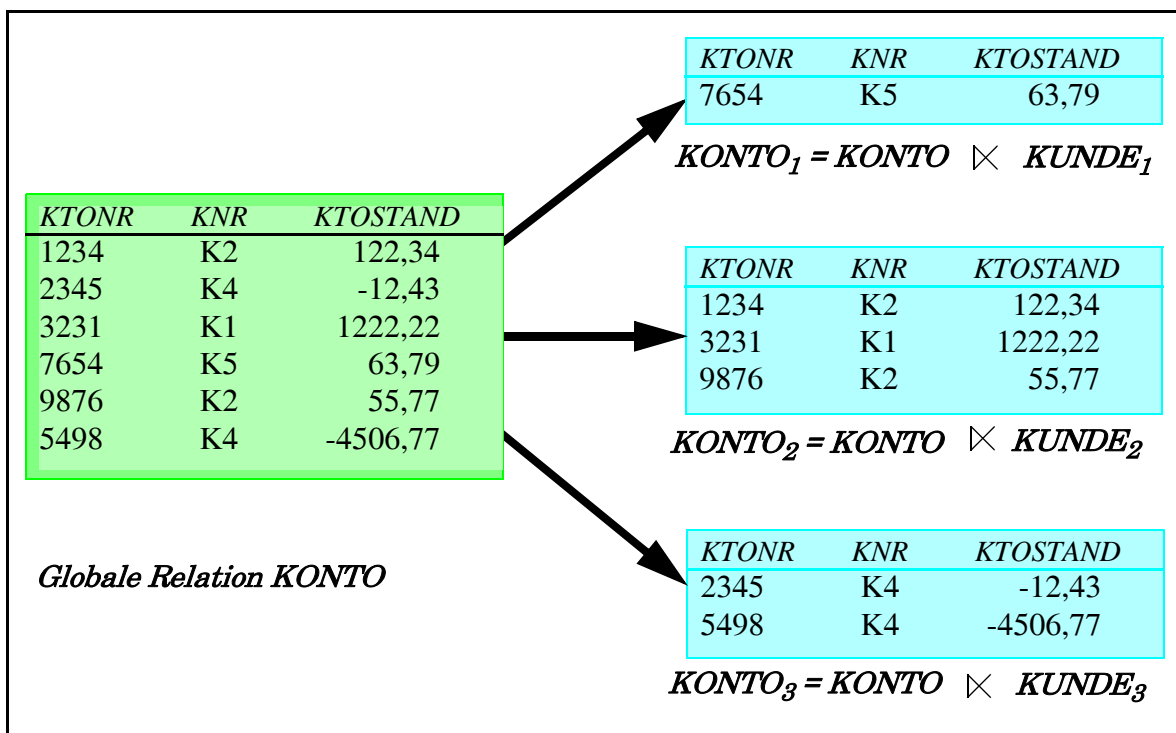 KTONR KNR KTOSTAND
1234 K2 122,34
2345 K4 -12,43
3231 K1 1222,22
7654 K5 63,79
9876 K2 55,77
5498 K4 -4506,77
Globale Relation KONTO
KTONR KNR KTOSTAND
7654 K5 63,79
KONTO1 = KONTO ⋉ KUNDE1
KTONR KNR KTOSTAND
1234 K2 122,34
3231 K1 1222,22
9876 K2 55,77
KONTO2 = KONTO ⋉ KUNDE2
KTONR KNR KTOSTAND
2345 K4 -12,43
5498 K4 -4506,77
KONTO3 = KONTO ⋉ KUNDE3